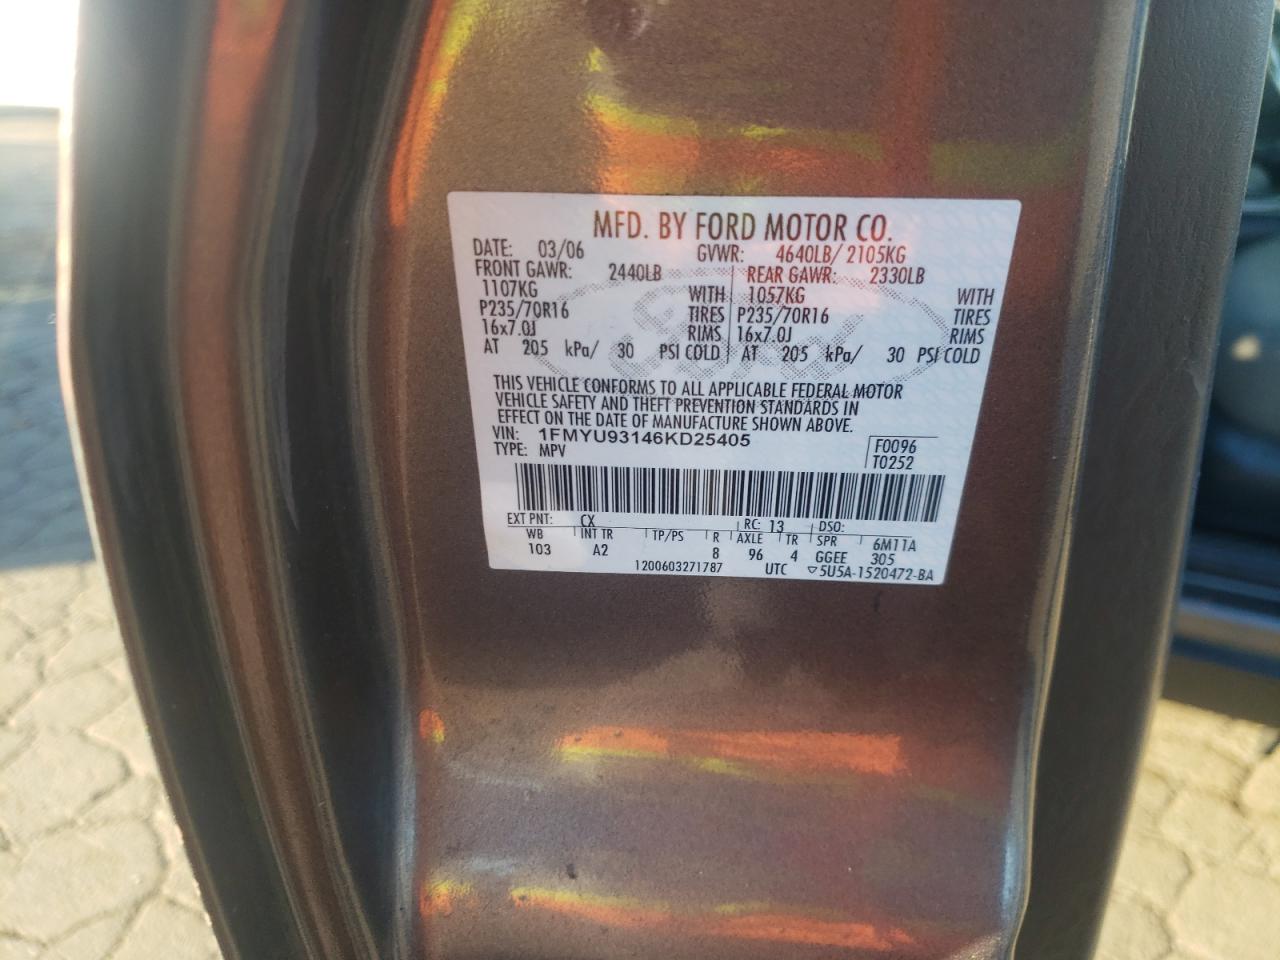 MFD. BY FORD MOTOR CO.
DATE: 03/06 GVWR: 4640LB/ 2105KG
FRONT GAWR: 2440LB REAR GAWR: 2330LB
1107KG WITH 1057KG WITH
P235/70R16 TIRES P235/70R16 TIRES
16x7.0J RIMS 16x7.0J RIMS
AT 205 kPa/ 30 PSI COLD AT 205 kPa/ 30 PSI COLD
THIS VEHICLE CONFORMS TO ALL APPLICABLE FEDERAL MOTOR
VEHICLE SAFETY AND THEFT PREVENTION STANDARDS IN
EFFECT ON THE DATE OF MANUFACTURE SHOWN ABOVE.
VIN: 1FMYU93146KD25405 F0096
TYPE: MPV T0252
EXT PNT: CX RC: 13 DSO:
WB INT TR TP/PS R AXLE TR SPR 6M11A
103 A2 8 96 4 GGEE 305
1200603271787 UTC ▽5U5A-1520472-BA
Ford